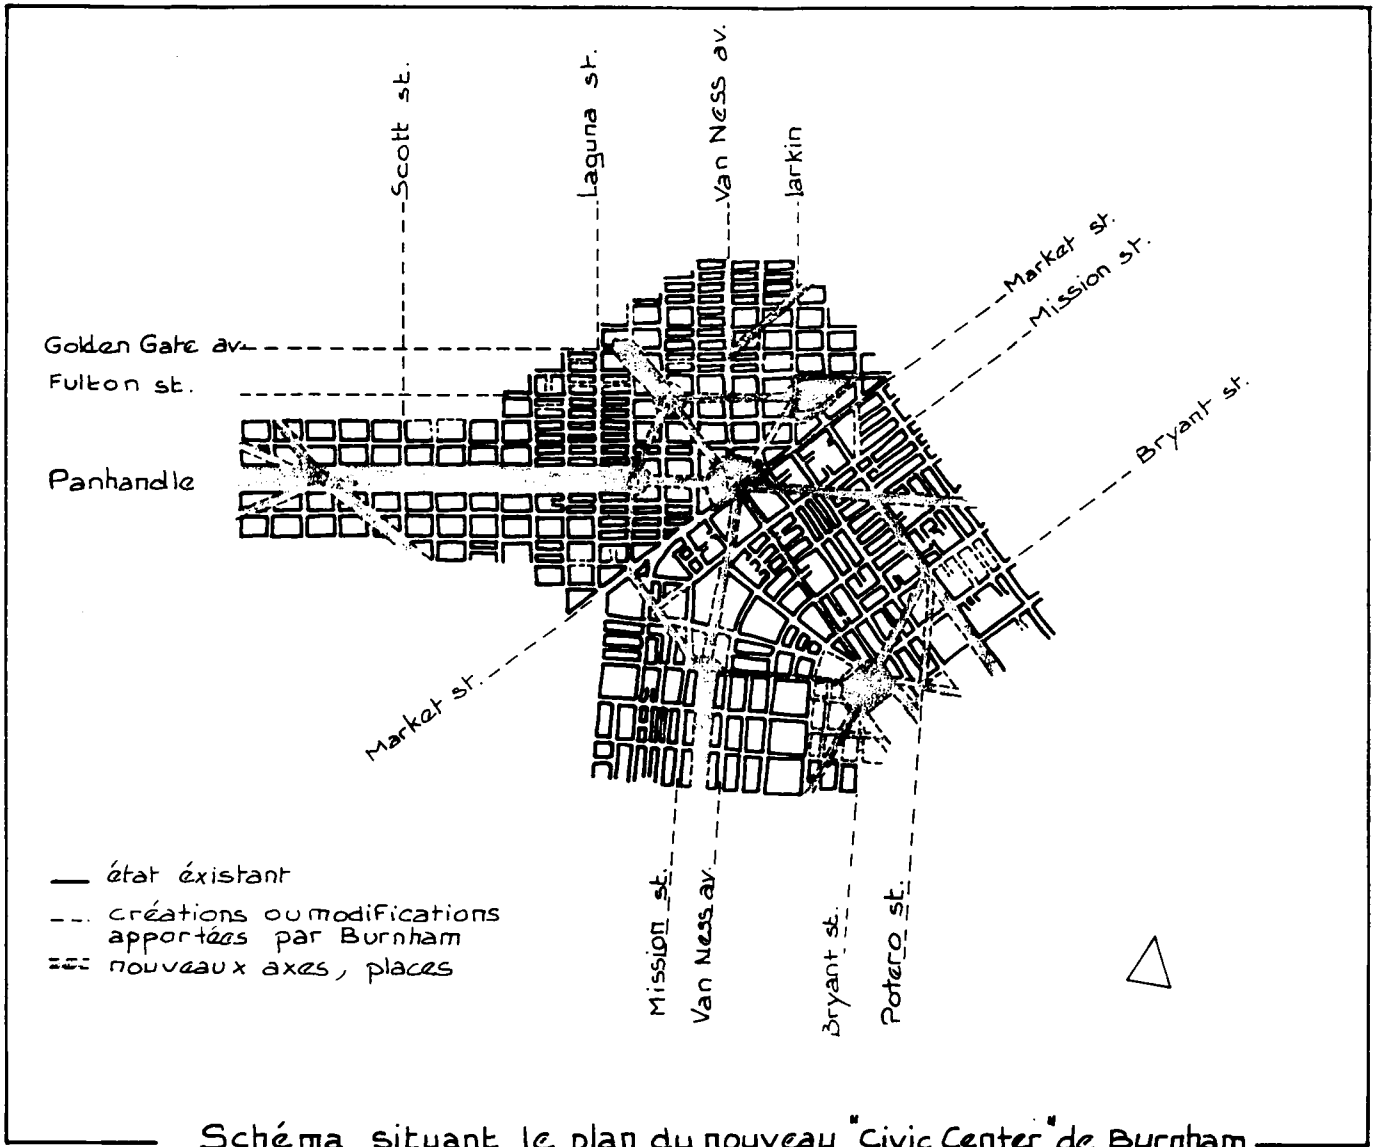 Scott st.
Laguna st.
Van Ness av.
larkin
Market st.
Mission st.
Golden Gate av.
Fulton st.
Bryant st.
Panhandle
Market st.
état éxistant
créations ou modifications
apportées par Burnham
nouveaux axes, places
Mission st.
Van Ness av.
Bryant st.
Potero st.
Schéma situant le plan du nouveau "Civic Center" de Burnham